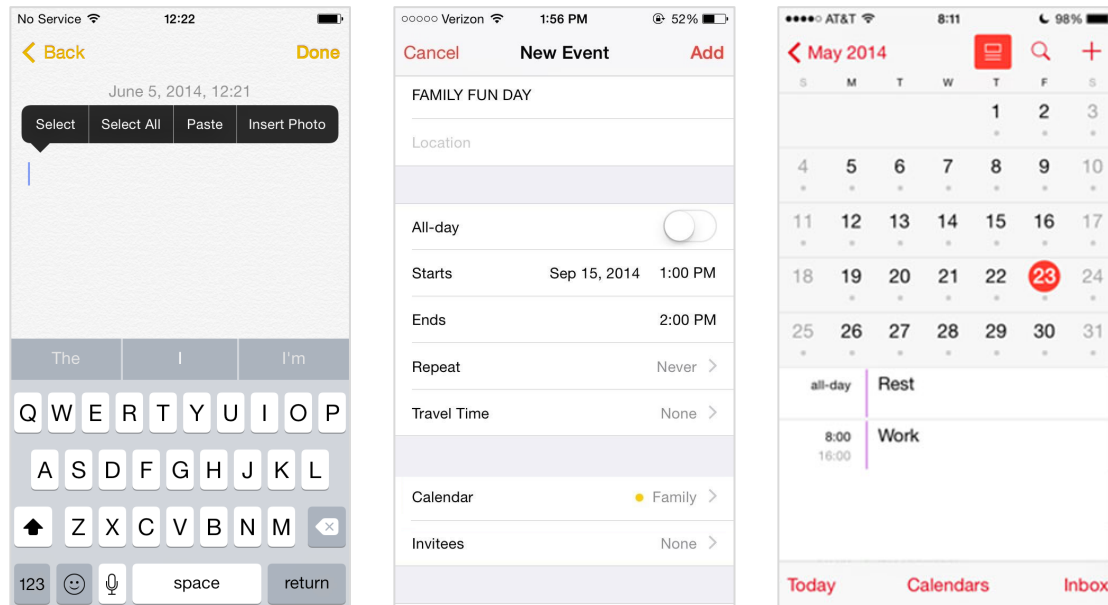 No Service 12:22
Back Done
June 5, 2014, 12:21
Select Select All Paste Insert Photo
The I I'm
Q W E R T Y U I O P
A S D F G H J K L
Z X C V B N M
123 space return
Verizon 1:56 PM 52%
Cancel New Event Add
FAMILY FUN DAY
Location
All-day
Starts Sep 15, 2014 1:00 PM
Ends 2:00 PM
Repeat Never
Travel Time None
Calendar Family
Invitees None
AT&T 8:11 98%
May 2014
S M T W T F S
1 2 3
4 5 6 7 8 9 10
11 12 13 14 15 16 17
18 19 20 21 22 23 24
25 26 27 28 29 30 31
all-day Rest
8:00 Work
16:00
Today Calendars Inbox